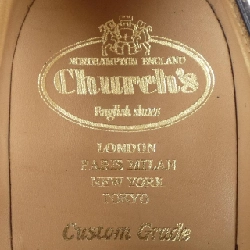 NORTHAMPTON ENGLAND
Church's
English shoes
LONDON
PARIS MILAN
NEW YORK
TOKYO
Custom Grade